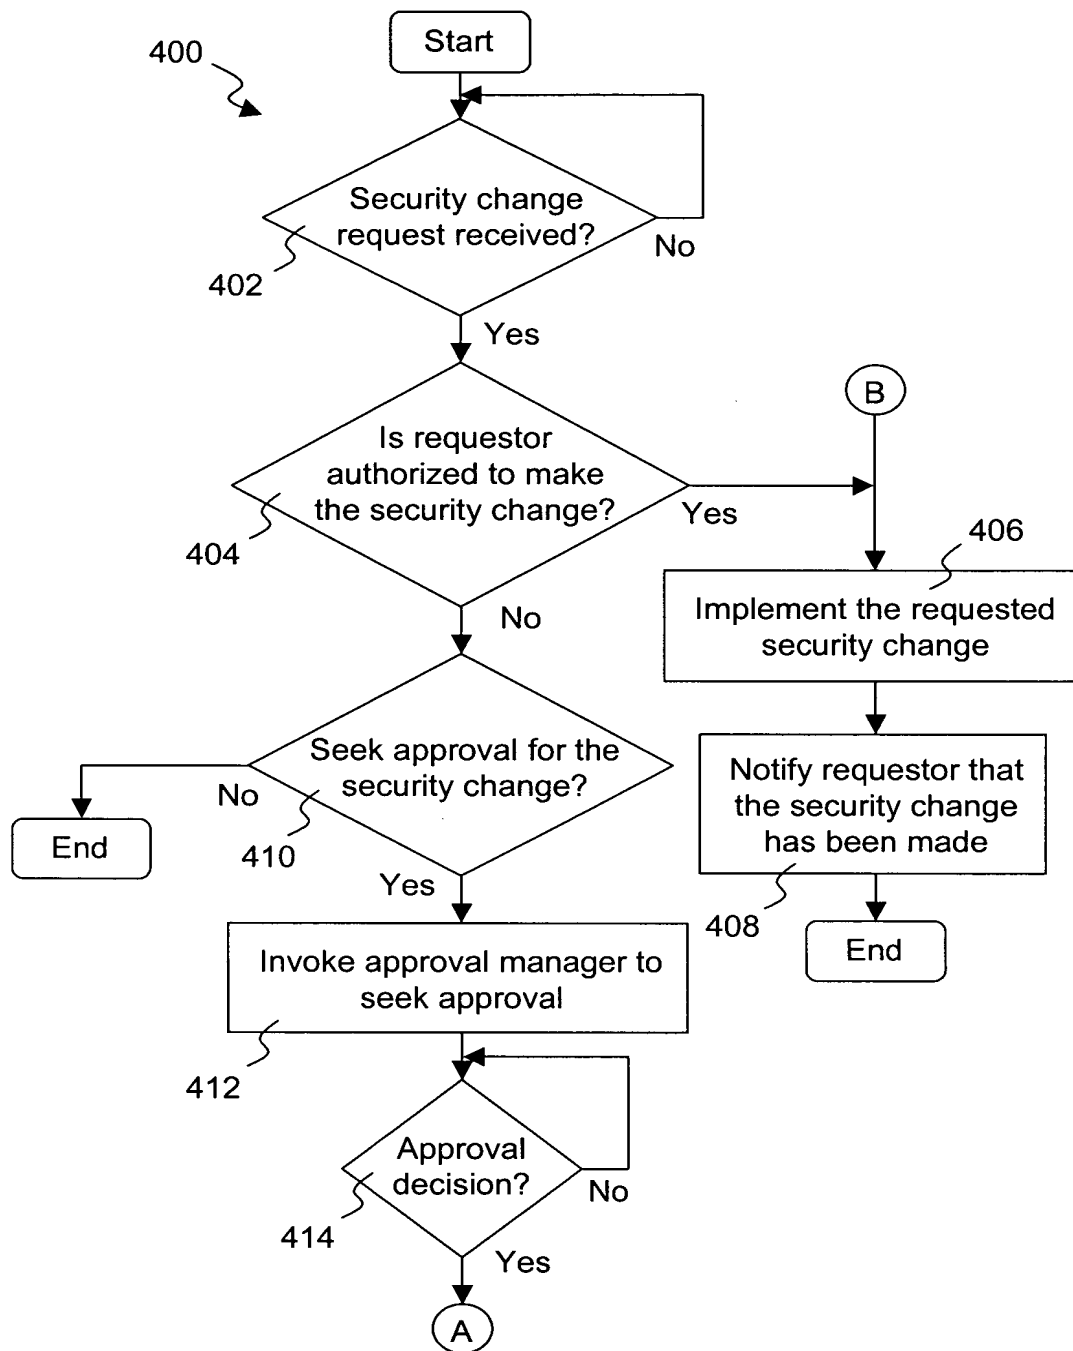 Start
400
Security change
request received?
No
402
Yes
B
Is requestor
authorized to make
the security change?
Yes
404
406
No
Implement the requested
security change
Seek approval for the
security change?
No
Notify requestor that
the security change
has been made
End
410
Yes
408
End
Invoke approval manager to
seek approval
412
Approval
decision?
No
414
Yes
A